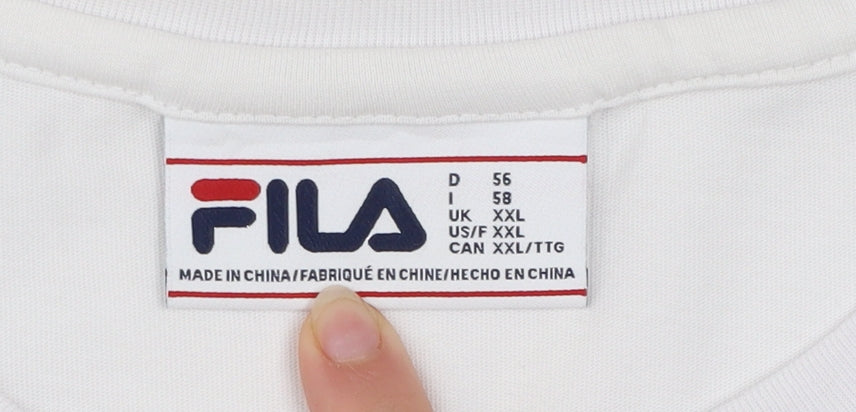 FILA
D 56
I 58
UK XXL
US/F XXL
CAN XXL/TTG
MADE IN CHINA/FABRIQUÉ EN CHINE/HECHO EN CHINA